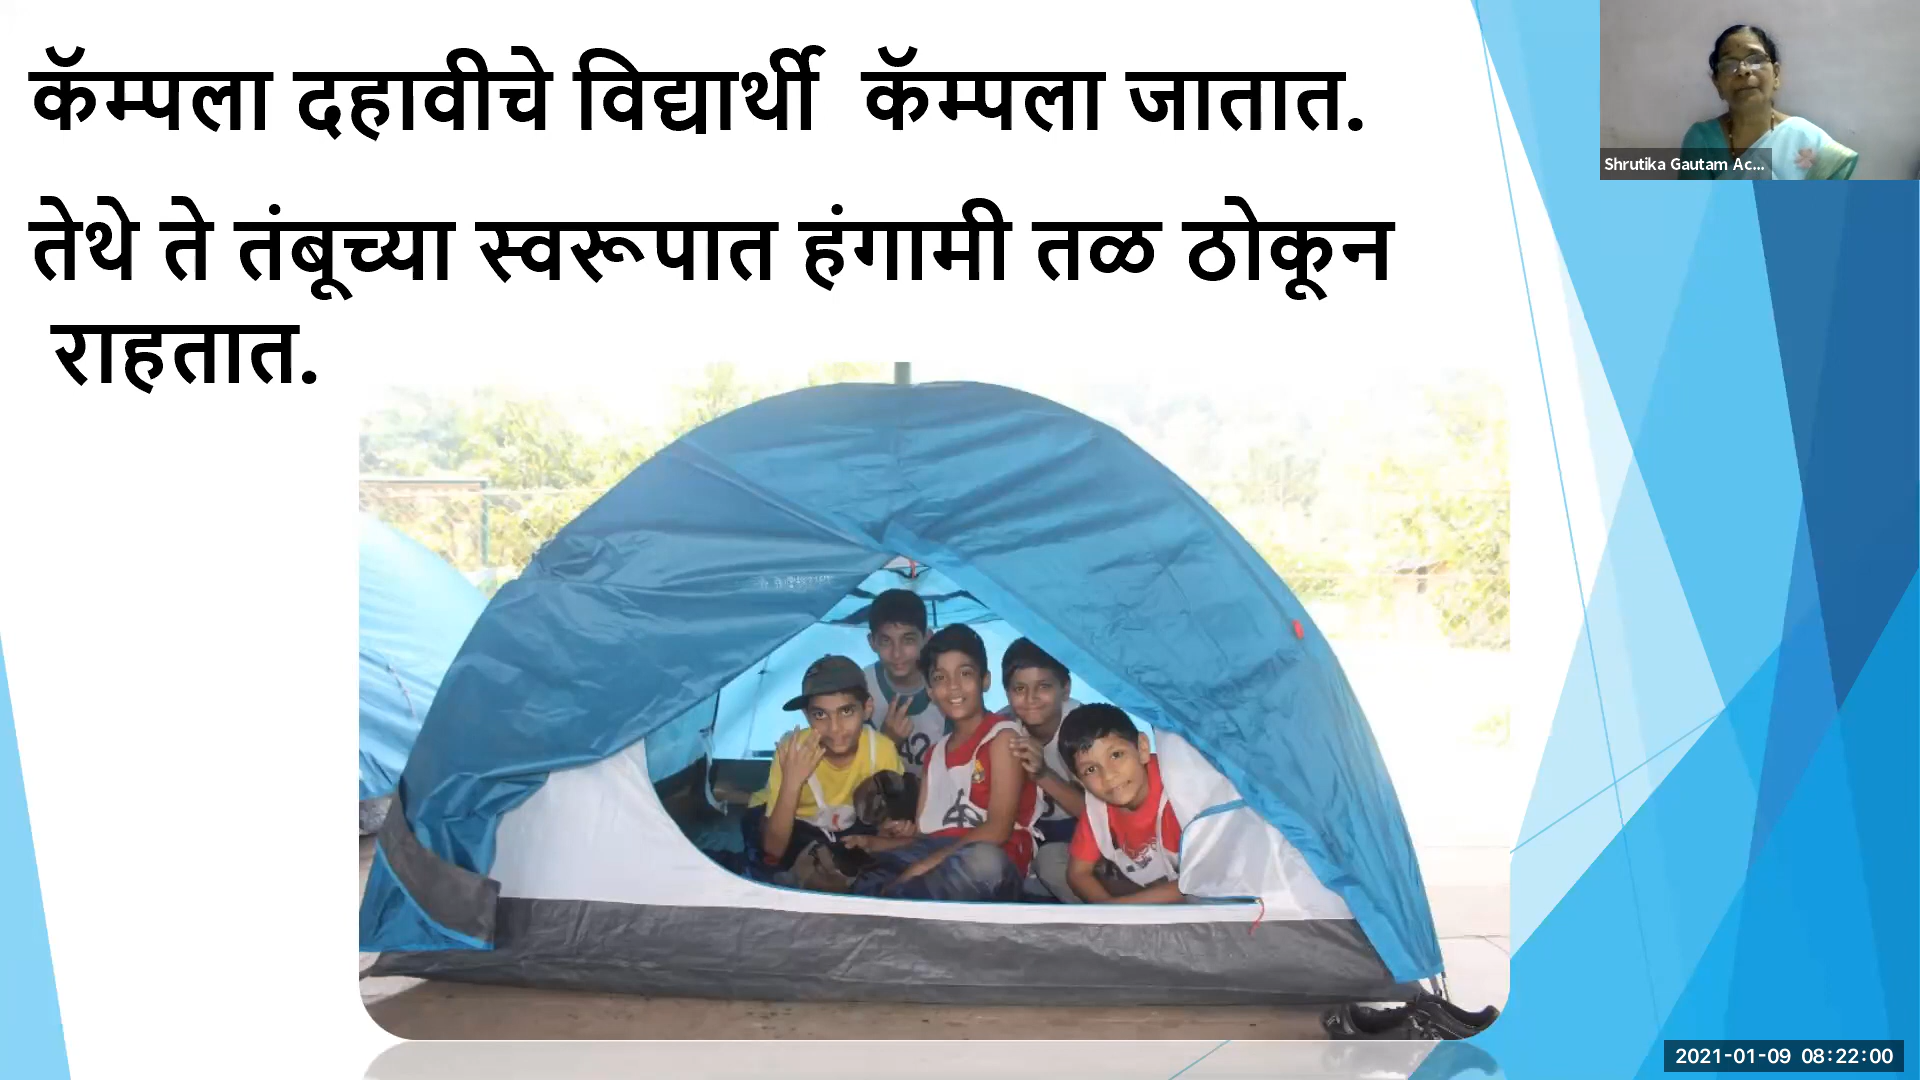 कॅम्पला दहावीचे विद्यार्थी कॅम्पला जातात.
तेथे ते तंबूच्या स्वरूपात हंगामी तळ ठोकून
राहतात.
Shrutika Gautam Ac...
2021-01-09 08:22:00